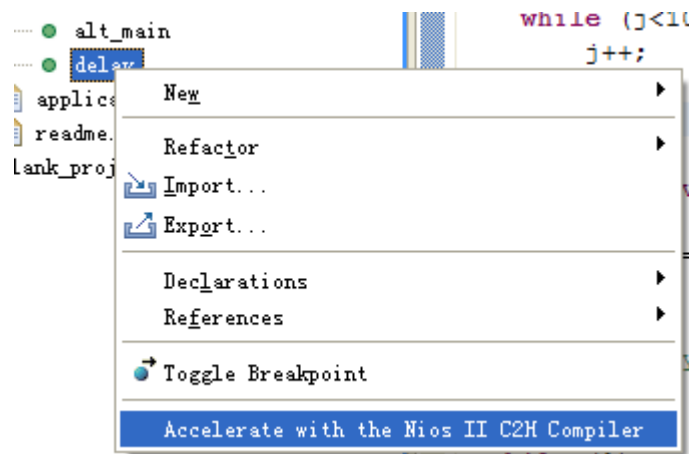 while (j<10
alt_main
j++;
delay
applica
readme.
lank_proj
New
Refactor
Import...
Export...
Declarations
References
Toggle Breakpoint
Accelerate with the Nios II C2H Compiler